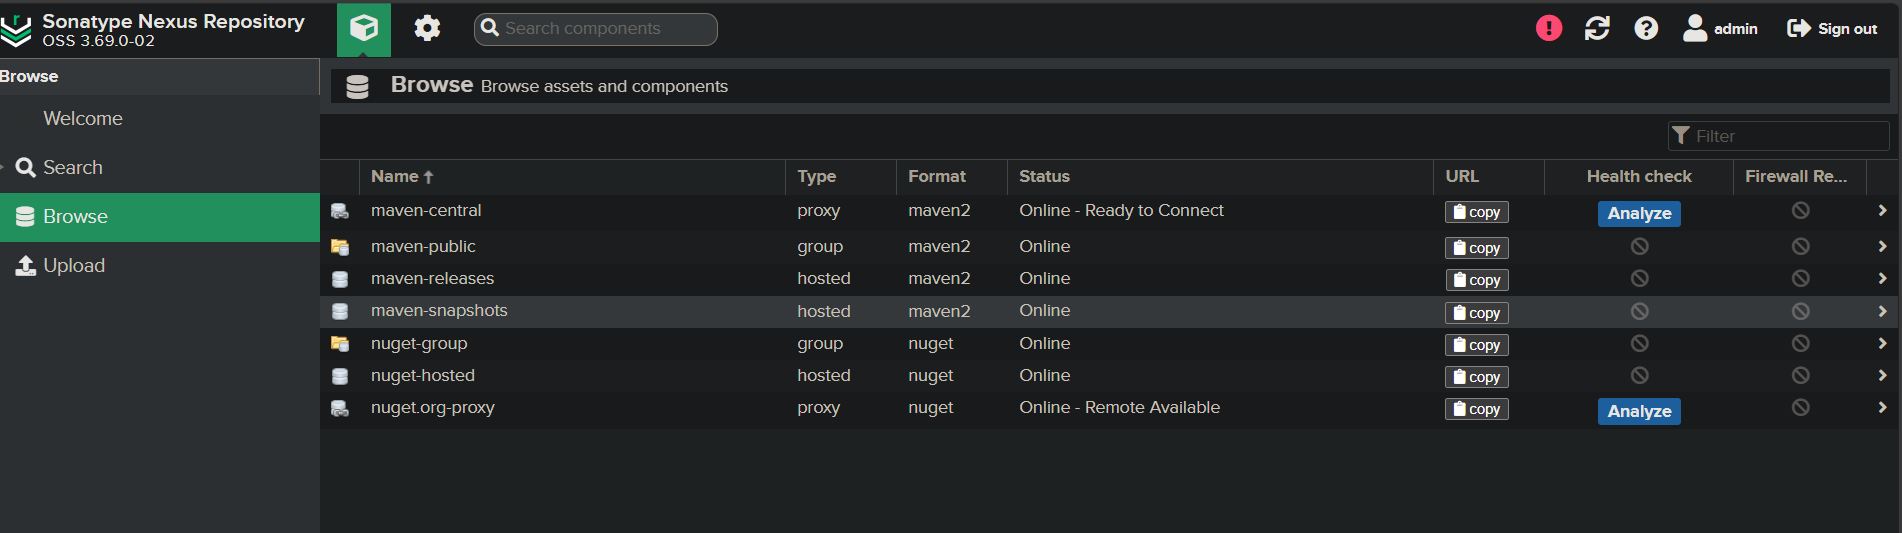 Sonatype Nexus Repository
OSS 3.69.0-02
Search components
admin
Sign out
Browse
Welcome
Search
Browse
Upload
Browse Browse assets and components
Filter
Name Type Format Status URL Health check Firewall Re...
maven-central proxy maven2 Online - Ready to Connect copy Analyze
maven-public group maven2 Online copy
maven-releases hosted maven2 Online copy
maven-snapshots hosted maven2 Online copy
nuget-group group nuget Online copy
nuget-hosted hosted nuget Online copy
nuget.org-proxy proxy nuget Online - Remote Available copy Analyze